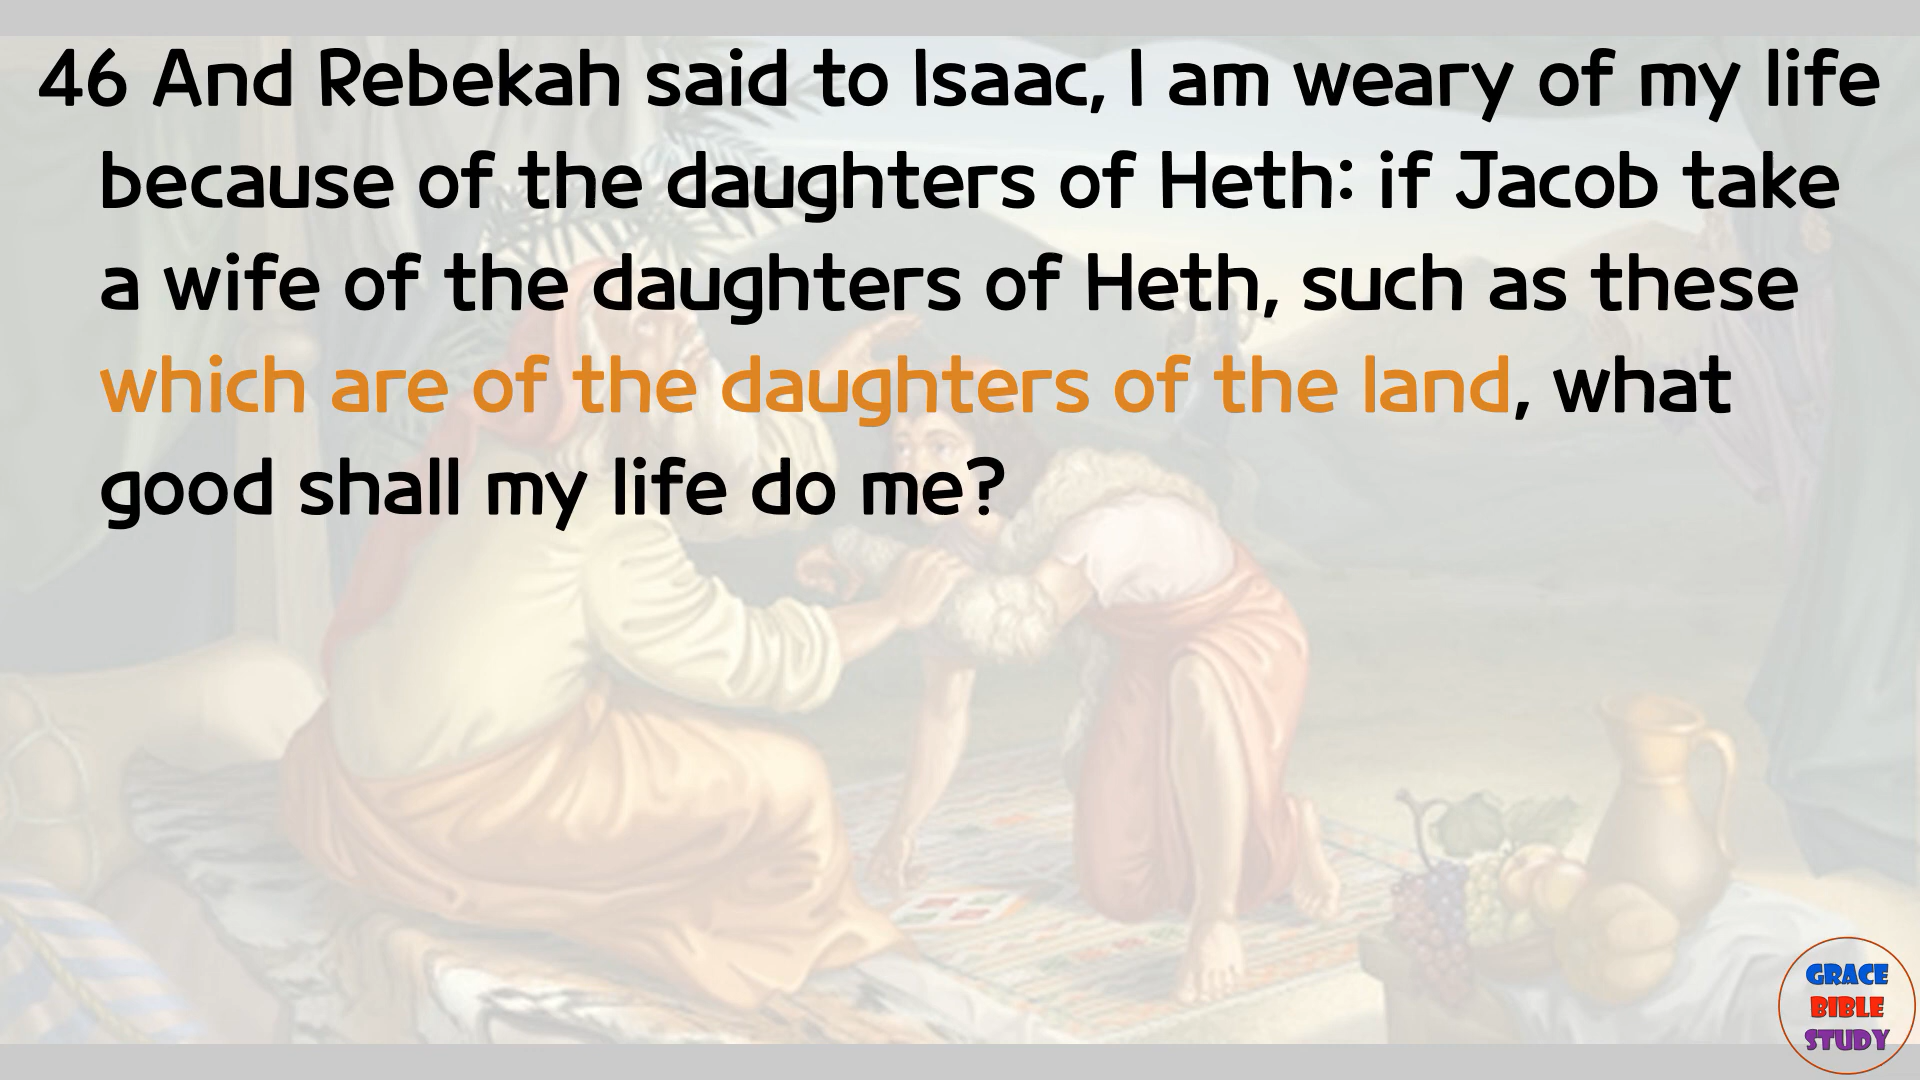 46 And Rebekah said to Isaac, I am weary of my life
because of the daughters of Heth: if Jacob take
a wife of the daughters of Heth, such as these
which are of the daughters of the land, what
good shall my life do me?
GRACE
BIBLE
STUDY